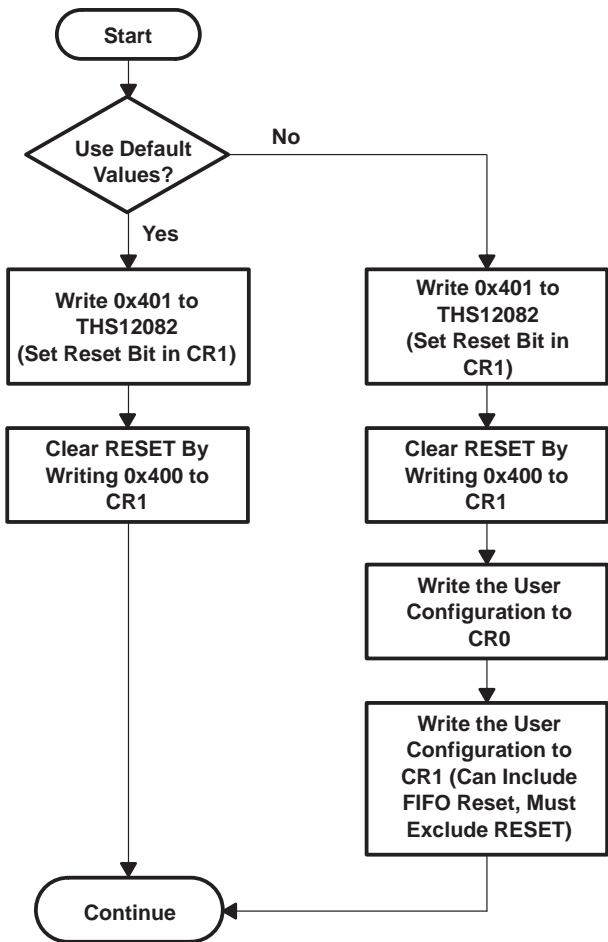 Start
Use Default
Values?
No
Yes
Write 0x401 to
THS12082
(Set Reset Bit in CR1)
Clear RESET By
Writing 0x400 to
CR1
Write 0x401 to
THS12082
(Set Reset Bit in
CR1)
Clear RESET By
Writing 0x400 to
CR1
Write the User
Configuration to
CR0
Write the User
Configuration to
CR1 (Can Include
FIFO Reset, Must
Exclude RESET)
Continue